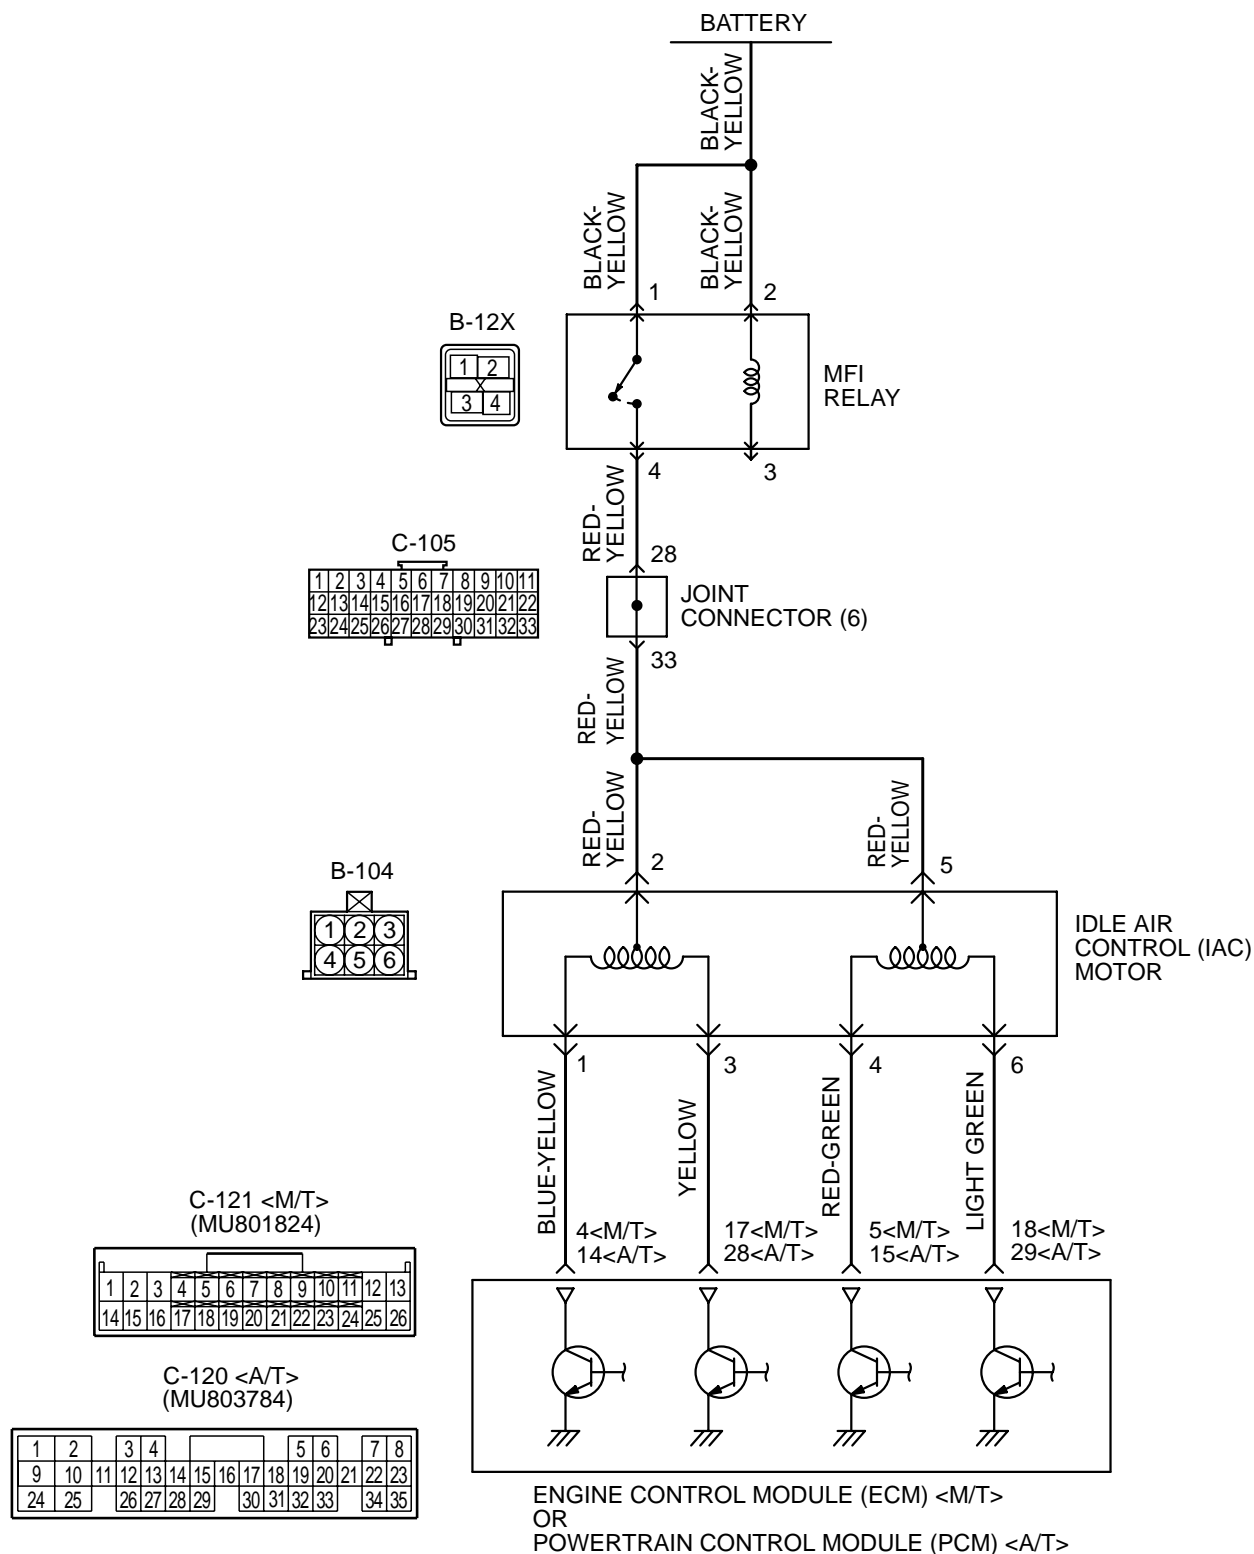 BATTERY
BLACK-
YELLOW
BLACK-
YELLOW
BLACK-
YELLOW
1
2
B-12X
1 2
X
3 4
MFI
RELAY
4
3
RED-
YELLOW
C-105
28
1 2 3 4 5 6 7 8 9 10 11
12 13 14 15 16 17 18 19 20 21 22
23 24 25 26 27 28 29 30 31 32 33
JOINT
CONNECTOR (6)
33
RED-
YELLOW
RED-
YELLOW
RED-
YELLOW
2
5
B-104
1 2 3
4 5 6
IDLE AIR
CONTROL (IAC)
MOTOR
1
3
4
6
BLUE-YELLOW
YELLOW
RED-GREEN
LIGHT GREEN
C-121 <M/T>
(MU801824)
4<M/T>
14<A/T>
17<M/T>
28<A/T>
5<M/T>
15<A/T>
18<M/T>
29<A/T>
1 2 3 4 5 6 7 8 9 10 11 12 13
14 15 16 17 18 19 20 21 22 23 24 25 26
C-120 <A/T>
(MU803784)
1 2 3 4 5 6 7 8
9 10 11 12 13 14 15 16 17 18 19 20 21 22 23
24 25 26 27 28 29 30 31 32 33 34 35
ENGINE CONTROL MODULE (ECM) <M/T>
OR
POWERTRAIN CONTROL MODULE (PCM) <A/T>